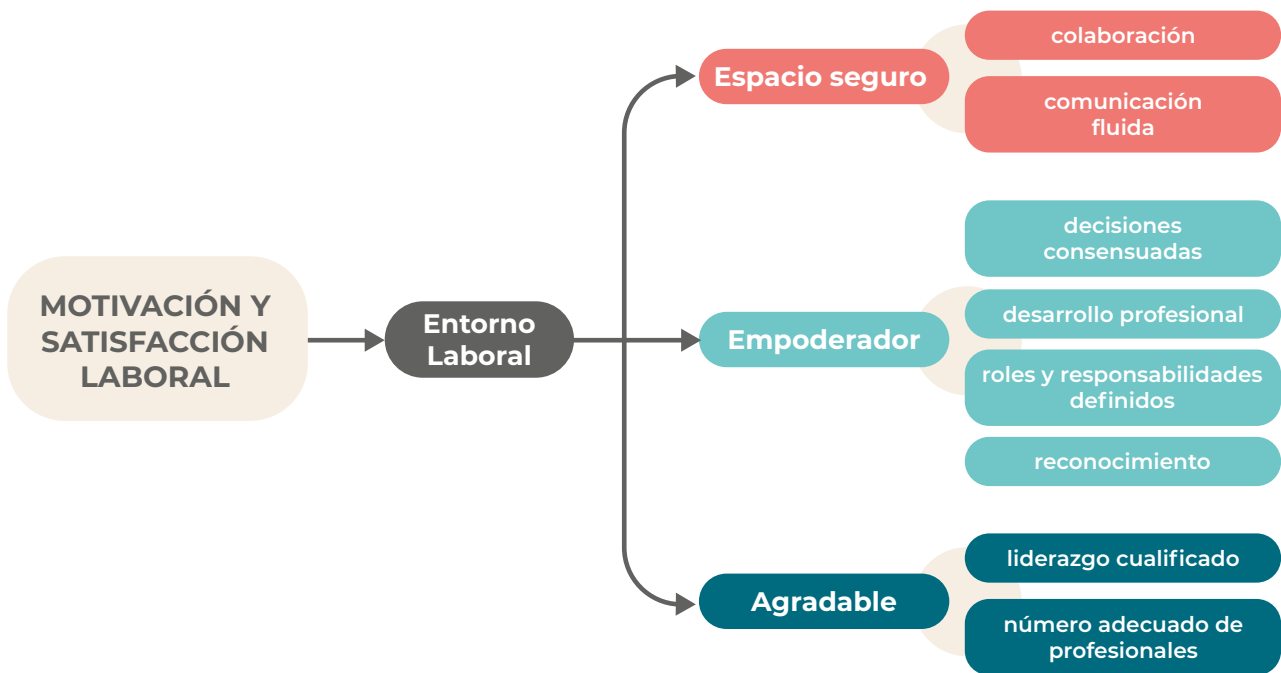 MOTIVACIÓN Y
SATISFACCIÓN
LABORAL
Entorno
Laboral
Espacio seguro
colaboración
comunicación
fluida
Empoderador
decisiones
consensuadas
desarrollo profesional
roles y responsabilidades
definidos
reconocimiento
Agradable
liderazgo cualificado
número adecuado de
profesionales